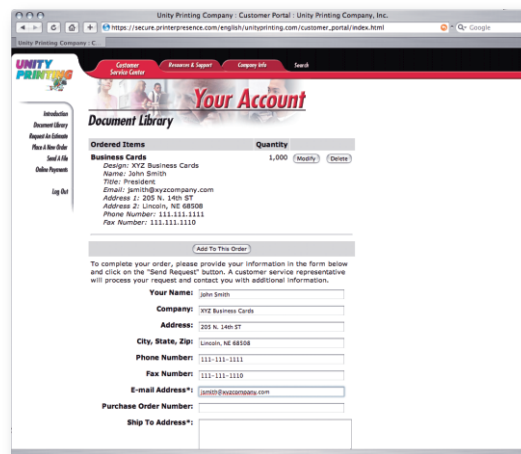 Unity Printing Company : Customer Portal : Unity Printing Company, Inc.
https://secure.printerpresence.com/english/unityprinting.com/customer_portal/index.html
Google
Unity Printing Company : C...
UNITY
PRINTING
Customer
Service Center
Resources & Support
Company Info
Search
Your Account
Document Library
Introduction
Document Library
Request An Estimate
Place A New Order
Send A File
Online Payments
Log Out
Ordered Items Quantity
Business Cards 1,000 Modify Delete
Design: XYZ Business Cards
Name: John Smith
Title: President
Email: jsmith@xyzcompany.com
Address 1: 205 N. 14th ST
Address 2: Lincoln, NE 68508
Phone Number: 111.111.1111
Fax Number: 111.111.1110
Add To This Order
To complete your order, please provide your information in the form below
and click on the "Send Request" button. A customer service representative
will process your request and contact you with additional information.
Your Name: John Smith
Company: XYZ Business Cards
Address: 205 N. 14th ST
City, State, Zip: Lincoln, NE 68508
Phone Number: 111-111-1111
Fax Number: 111-111-1110
E-mail Address*: jsmith@xyzcompany.com
Purchase Order Number:
Ship To Address*: